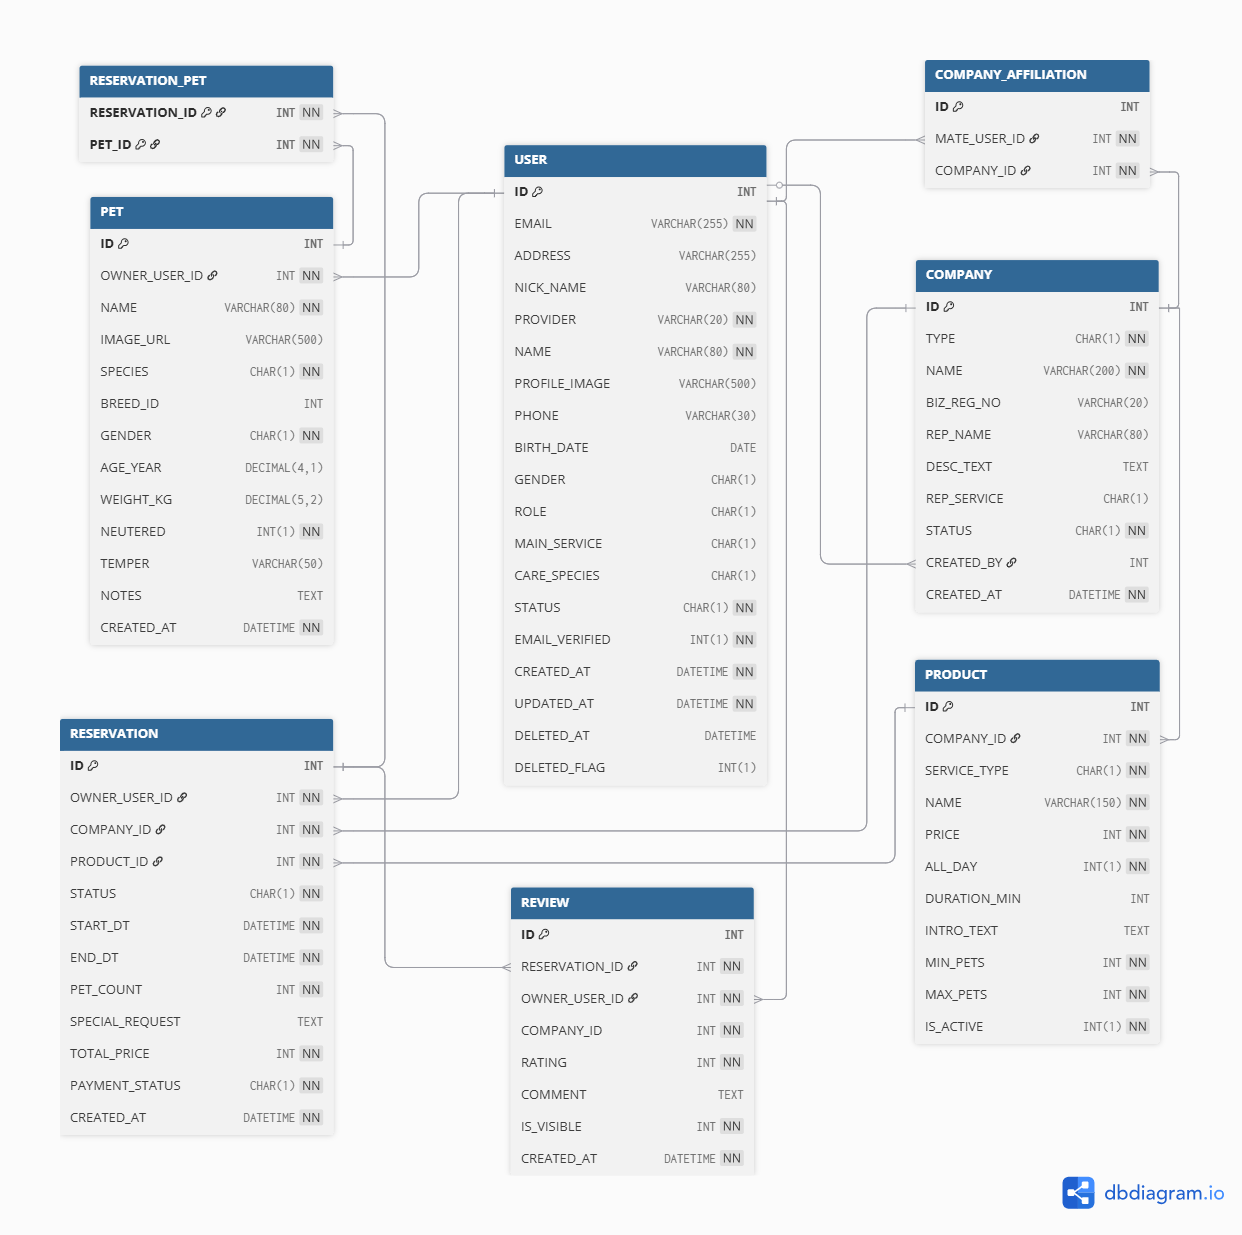 RESERVATION_PET
RESERVATION_ID INT NN
PET_ID INT NN
PET
ID INT
OWNER_USER_ID INT NN
NAME VARCHAR(80) NN
IMAGE_URL VARCHAR(500)
SPECIES CHAR(1) NN
BREED_ID INT
GENDER CHAR(1) NN
AGE_YEAR DECIMAL(4,1)
WEIGHT_KG DECIMAL(5,2)
NEUTERED INT(1) NN
TEMPER VARCHAR(50)
NOTES TEXT
CREATED_AT DATETIME NN
RESERVATION
ID INT
OWNER_USER_ID INT NN
COMPANY_ID INT NN
PRODUCT_ID INT NN
STATUS CHAR(1) NN
START_DT DATETIME NN
END_DT DATETIME NN
PET_COUNT INT NN
SPECIAL_REQUEST TEXT
TOTAL_PRICE INT NN
PAYMENT_STATUS CHAR(1) NN
CREATED_AT DATETIME NN
USER
ID INT
EMAIL VARCHAR(255) NN
ADDRESS VARCHAR(255)
NICK_NAME VARCHAR(80)
PROVIDER VARCHAR(20) NN
NAME VARCHAR(80) NN
PROFILE_IMAGE VARCHAR(500)
PHONE VARCHAR(30)
BIRTH_DATE DATE
GENDER CHAR(1)
ROLE CHAR(1)
MAIN_SERVICE CHAR(1)
CARE_SPECIES CHAR(1)
STATUS CHAR(1) NN
EMAIL_VERIFIED INT(1) NN
CREATED_AT DATETIME NN
UPDATED_AT DATETIME NN
DELETED_AT DATETIME
DELETED_FLAG INT(1)
REVIEW
ID INT
RESERVATION_ID INT NN
OWNER_USER_ID INT NN
COMPANY_ID INT NN
RATING INT NN
COMMENT TEXT
IS_VISIBLE INT NN
CREATED_AT DATETIME NN
COMPANY_AFFILIATION
ID INT
MATE_USER_ID INT NN
COMPANY_ID INT NN
COMPANY
ID INT
TYPE CHAR(1) NN
NAME VARCHAR(200) NN
BIZ_REG_NO VARCHAR(20)
REP_NAME VARCHAR(80)
DESC_TEXT TEXT
REP_SERVICE CHAR(1)
STATUS CHAR(1) NN
CREATED_BY INT
CREATED_AT DATETIME NN
PRODUCT
ID INT
COMPANY_ID INT NN
SERVICE_TYPE CHAR(1) NN
NAME VARCHAR(150) NN
PRICE INT NN
ALL_DAY INT(1) NN
DURATION_MIN INT
INTRO_TEXT TEXT
MIN_PETS INT NN
MAX_PETS INT NN
IS_ACTIVE INT(1) NN
dbdiagram.io